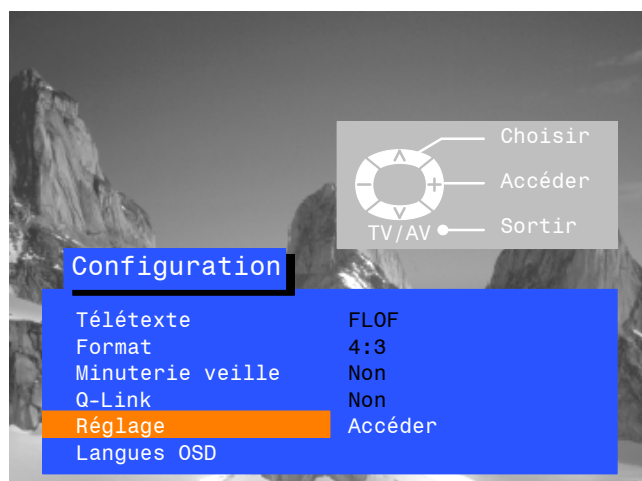 Choisir
Accéder
TV/AV Sortir
Configuration
Télétexte FLOF
Format 4:3
Minuterie veille Non
Q-Link Non
Réglage Accéder
Langues OSD